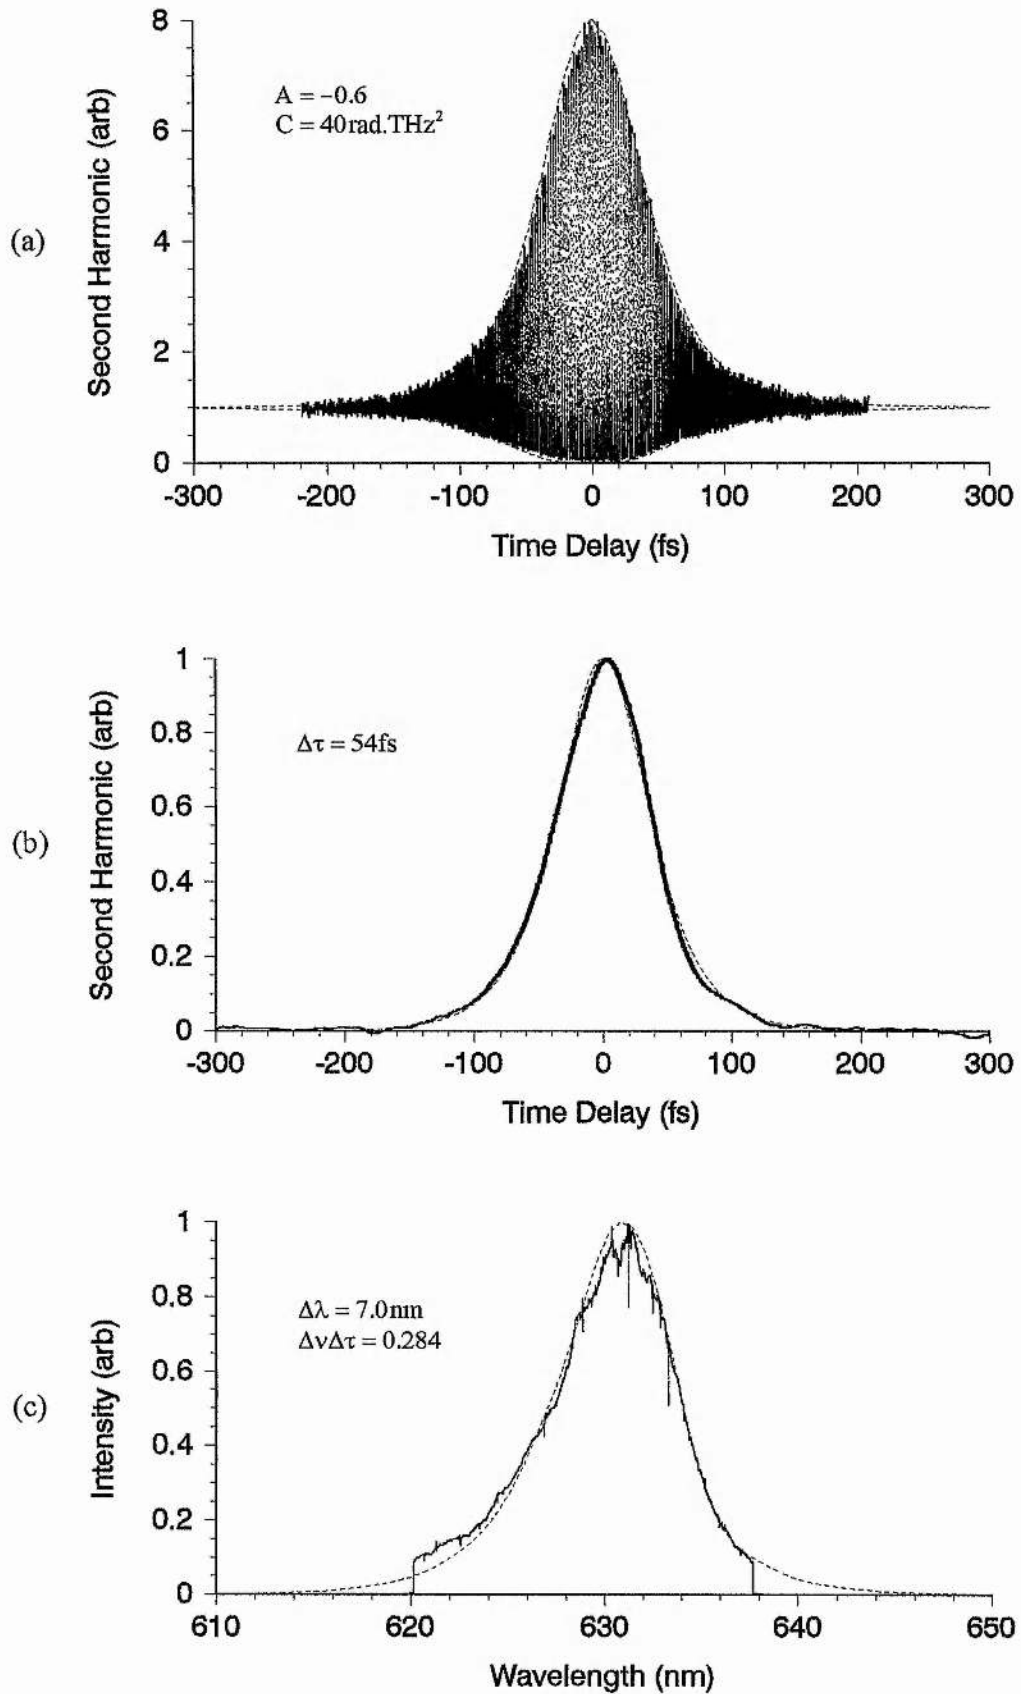 8
A = −0.6
C = 40 rad.THz²
6
4
2
0
Second Harmonic (arb)
(a)
-300 -200 -100 0 100 200 300
Time Delay (fs)
1
Δτ = 54fs
0.8
0.6
0.4
0.2
0
Second Harmonic (arb)
(b)
-300 -200 -100 0 100 200 300
Time Delay (fs)
1
Δλ = 7.0nm
ΔνΔτ = 0.284
0.8
0.6
0.4
0.2
0
Intensity (arb)
(c)
610 620 630 640 650
Wavelength (nm)